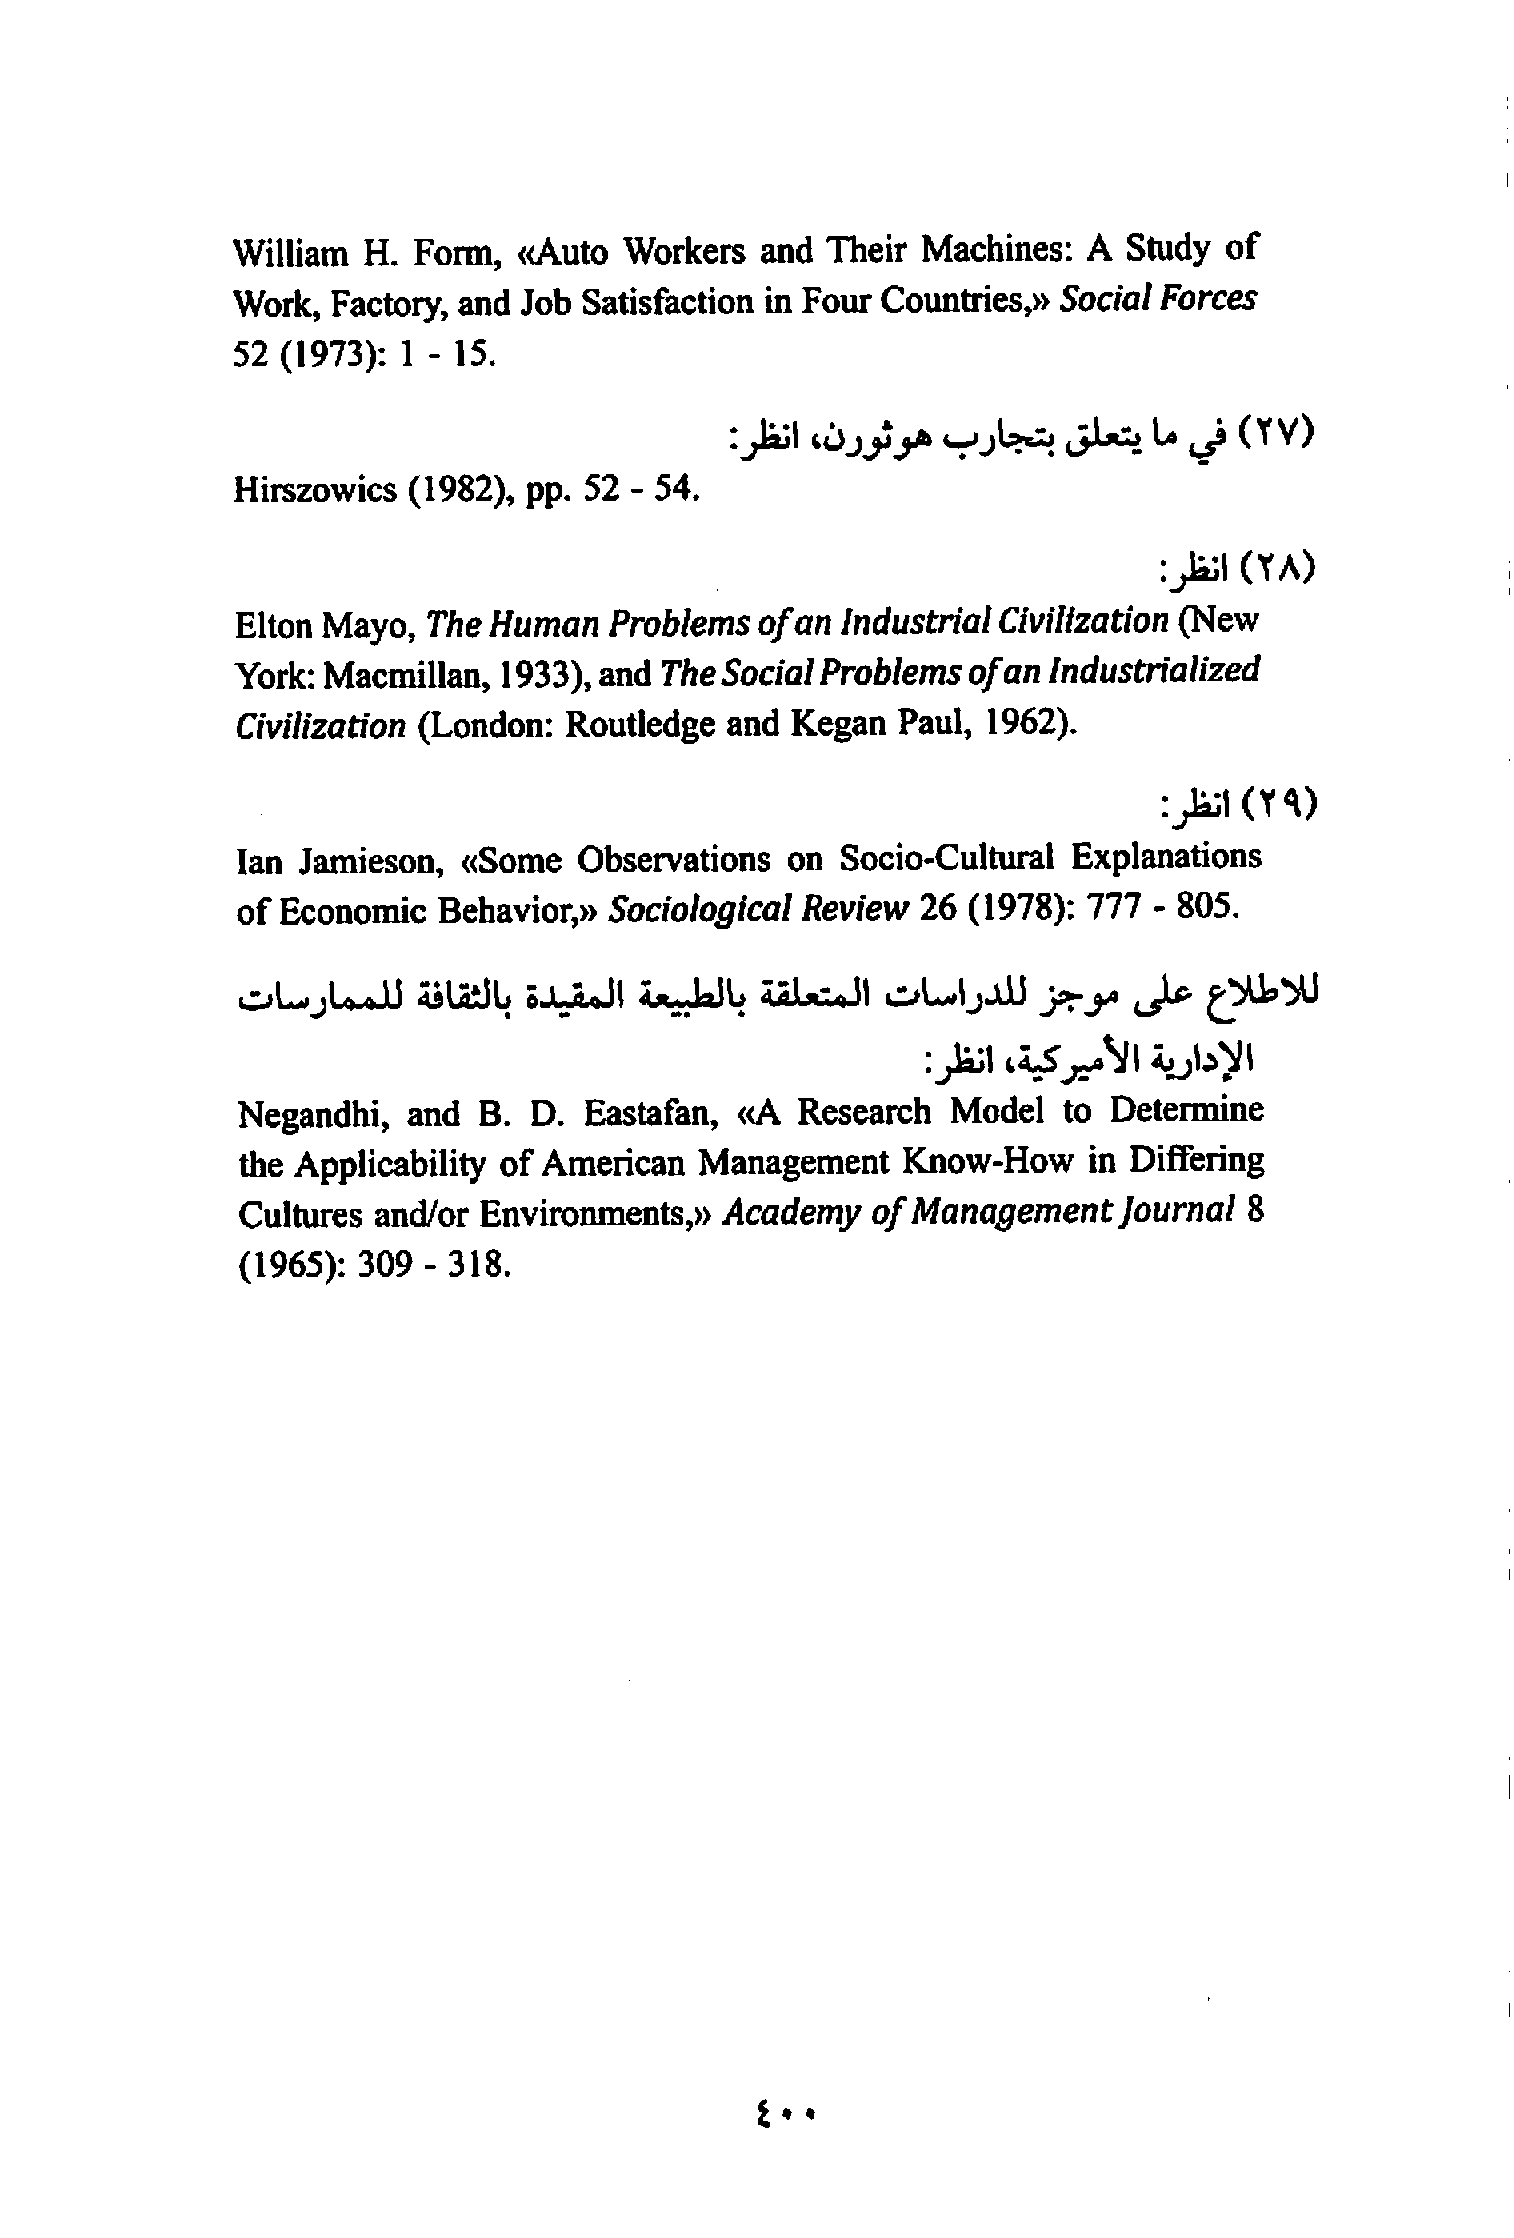 William H. Form, «Auto Workers and Their Machines: A Study of
Work, Factory, and Job Satisfaction in Four Countries,» Social Forces
52 (1973): 1 - 15.
(٢٧) في ما يتعلق بتجارب هوثورن، انظر:
Hirszowics (1982), pp. 52 - 54.
(٢٨) انظر:
Elton Mayo, The Human Problems of an Industrial Civilization (New
York: Macmillan, 1933), and The Social Problems of an Industrialized
Civilization (London: Routledge and Kegan Paul, 1962).
(٢٩) انظر:
Ian Jamieson, «Some Observations on Socio-Cultural Explanations
of Economic Behavior,» Sociological Review 26 (1978): 777 - 805.
للاطلاع على موجز للدراسات المتعلقة بالطبيعة المقيدة بالثقافة للممارسات
الإدارية الأميركية، انظر:
Negandhi, and B. D. Eastafan, «A Research Model to Determine
the Applicability of American Management Know-How in Differing
Cultures and/or Environments,» Academy of Management Journal 8
(1965): 309 - 318.
٤٠٠